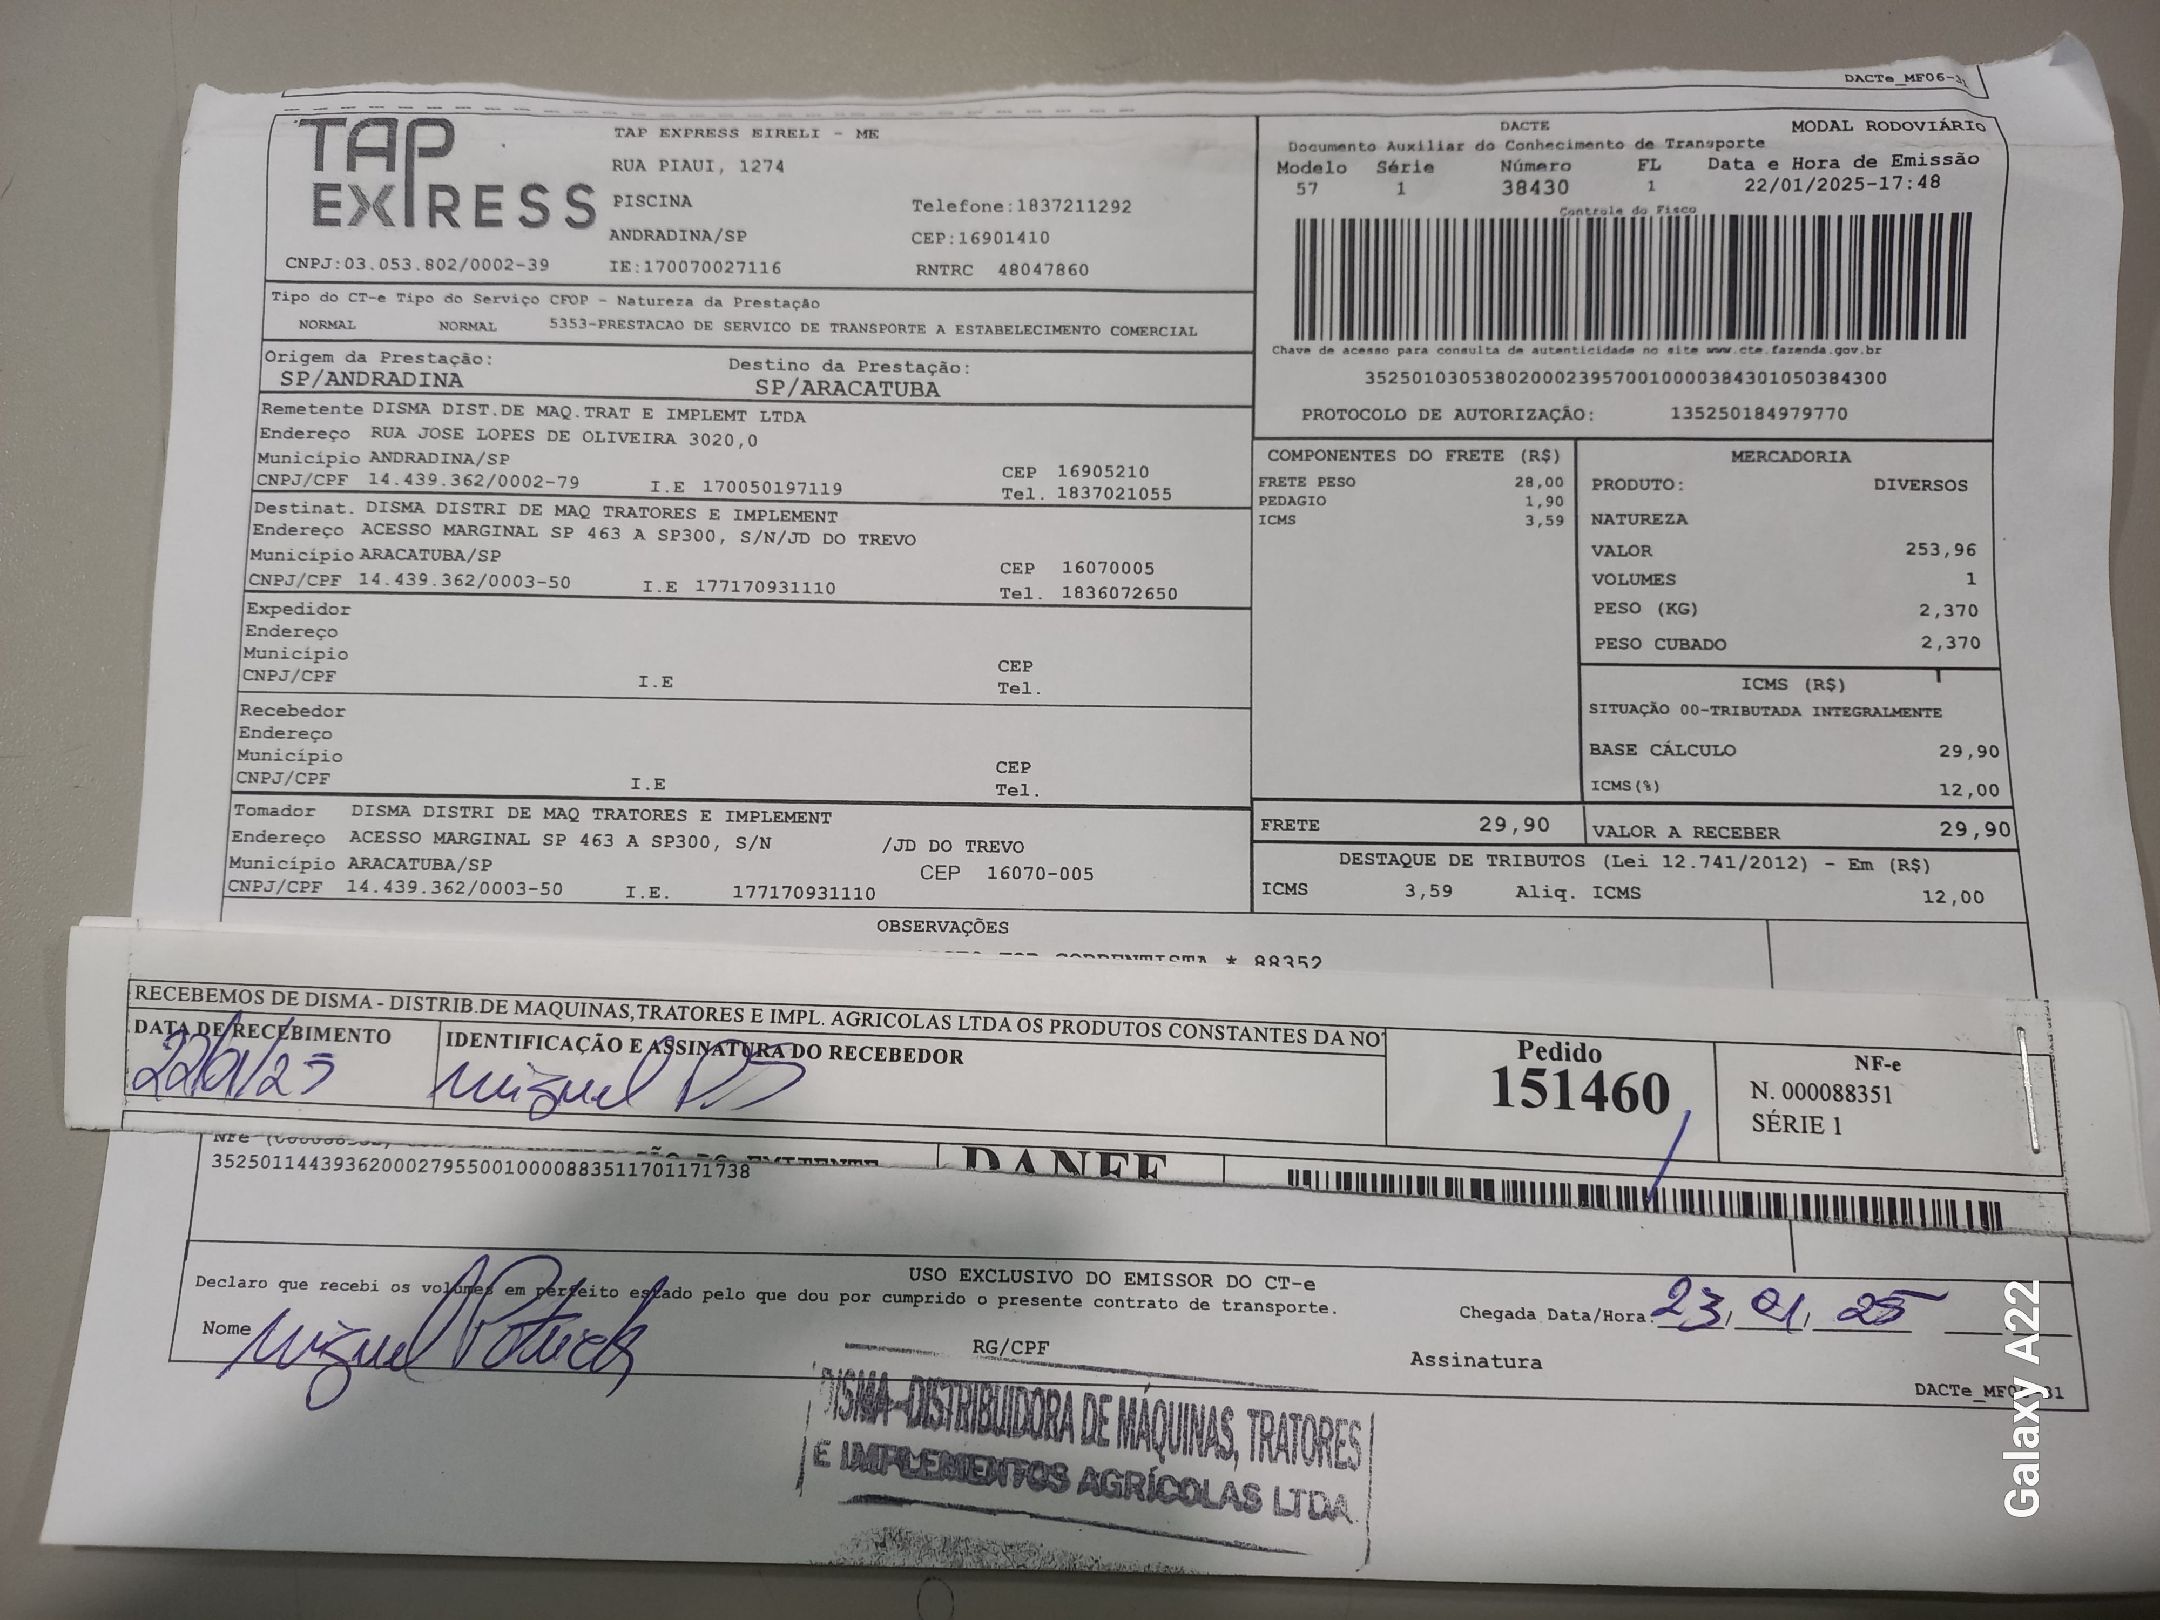 DACTe_MF06-31
TAP EXPRESS
TAP EXPRESS EIRELI - ME
RUA PIAUI, 1274
PISCINA Telefone:1837211292
ANDRADINA/SP CEP:16901410
CNPJ:03.053.802/0002-39 IE:170070027116 RNTRC 48047860
DACTE MODAL RODOVIÁRIO
Documento Auxiliar do Conhecimento de Transporte
Modelo Série Número FL Data e Hora de Emissão
57 1 38430 1 22/01/2025-17:48
Controle do Fisco
Chave de acesso para consulta de autenticidade no site www.cte.fazenda.gov.br
35250103053802000239570010000384301050384300
PROTOCOLO DE AUTORIZAÇÃO: 135250184979770
Tipo do CT-e Tipo do Serviço CFOP - Natureza da Prestação
NORMAL NORMAL 5353-PRESTACAO DE SERVICO DE TRANSPORTE A ESTABELECIMENTO COMERCIAL
Origem da Prestação: Destino da Prestação:
SP/ANDRADINA SP/ARACATUBA
Remetente DISMA DIST.DE MAQ.TRAT E IMPLEMT LTDA
Endereço RUA JOSE LOPES DE OLIVEIRA 3020,0
Município ANDRADINA/SP CEP 16905210
CNPJ/CPF 14.439.362/0002-79 I.E 170050197119 Tel. 1837021055
Destinat. DISMA DISTRI DE MAQ TRATORES E IMPLEMENT
Endereço ACESSO MARGINAL SP 463 A SP300, S/N/JD DO TREVO
Município ARACATUBA/SP CEP 16070005
CNPJ/CPF 14.439.362/0003-50 I.E 177170931110 Tel. 1836072650
Expedidor
Endereço
Município CEP
CNPJ/CPF I.E Tel.
Recebedor
Endereço
Município CEP
CNPJ/CPF I.E Tel.
Tomador DISMA DISTRI DE MAQ TRATORES E IMPLEMENT
Endereço ACESSO MARGINAL SP 463 A SP300, S/N /JD DO TREVO
Município ARACATUBA/SP CEP 16070-005
CNPJ/CPF 14.439.362/0003-50 I.E. 177170931110
COMPONENTES DO FRETE (R$)
FRETE PESO 28,00
PEDAGIO 1,90
ICMS 3,59
MERCADORIA
PRODUTO: DIVERSOS
NATUREZA
VALOR 253,96
VOLUMES 1
PESO (KG) 2,370
PESO CUBADO 2,370
ICMS (R$)
SITUAÇÃO 00-TRIBUTADA INTEGRALMENTE
BASE CÁLCULO 29,90
ICMS(%) 12,00
FRETE 29,90 VALOR A RECEBER 29,90
DESTAQUE DE TRIBUTOS (Lei 12.741/2012) - Em (R$)
ICMS 3,59 Aliq. ICMS 12,00
OBSERVAÇÕES
* 88352
RECEBEMOS DE DISMA - DISTRIB.DE MAQUINAS,TRATORES E IMPL. AGRICOLAS LTDA OS PRODUTOS CONSTANTES DA NO
DATA DE RECEBIMENTO IDENTIFICAÇÃO E ASSINATURA DO RECEBEDOR
22/01/25 Miguel
Pedido
151460
NF-e
N. 000088351
SÉRIE 1
DANFE
35250114439362000279550010000883511701171738
USO EXCLUSIVO DO EMISSOR DO CT-e
Declaro que recebi os volumes em perfeito estado pelo que dou por cumprido o presente contrato de transporte.
Chegada Data/Hora: 23/01/25
Nome Miguel RG/CPF Assinatura
DACTe_MF06-31
DISMA - DISTRIBUIDORA DE MÁQUINAS, TRATORES
E IMPLEMENTOS AGRÍCOLAS LTDA
Galaxy A22